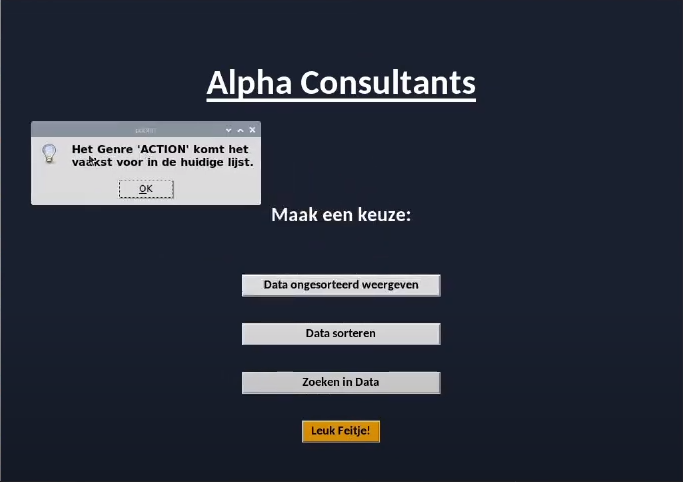 Alpha Consultants
Het Genre 'ACTION' komt het
vaakst voor in de huidige lijst.
OK
Maak een keuze:
Data ongesorteerd weergeven
Data sorteren
Zoeken in Data
Leuk Feitje!